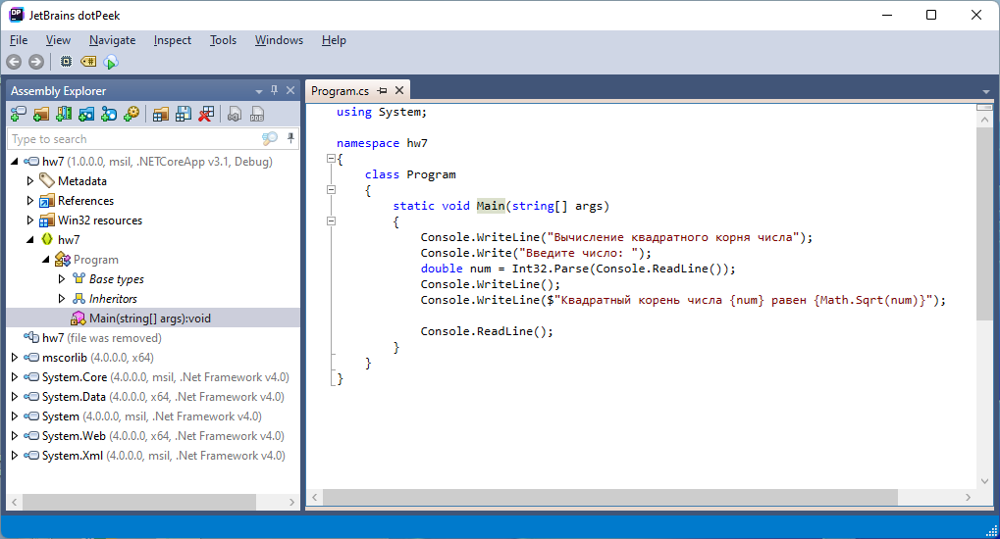 JetBrains dotPeek
File View Navigate Inspect Tools Windows Help
Assembly Explorer
Type to search
hw7 (1.0.0.0, msil, .NETCoreApp v3.1, Debug)
Metadata
References
Win32 resources
hw7
Program
Base types
Inheritors
Main(string[] args):void
hw7 (file was removed)
mscorlib (4.0.0.0, x64)
System.Core (4.0.0.0, msil, .Net Framework v4.0)
System.Data (4.0.0.0, x64, .Net Framework v4.0)
System (4.0.0.0, msil, .Net Framework v4.0)
System.Web (4.0.0.0, x64, .Net Framework v4.0)
System.Xml (4.0.0.0, msil, .Net Framework v4.0)
Program.cs
using System;
namespace hw7
{
class Program
{
static void Main(string[] args)
{
Console.WriteLine("Вычисление квадратного корня числа");
Console.Write("Введите число: ");
double num = Int32.Parse(Console.ReadLine());
Console.WriteLine();
Console.WriteLine($"Квадратный корень числа {num} равен {Math.Sqrt(num)}");
Console.ReadLine();
}
}
}